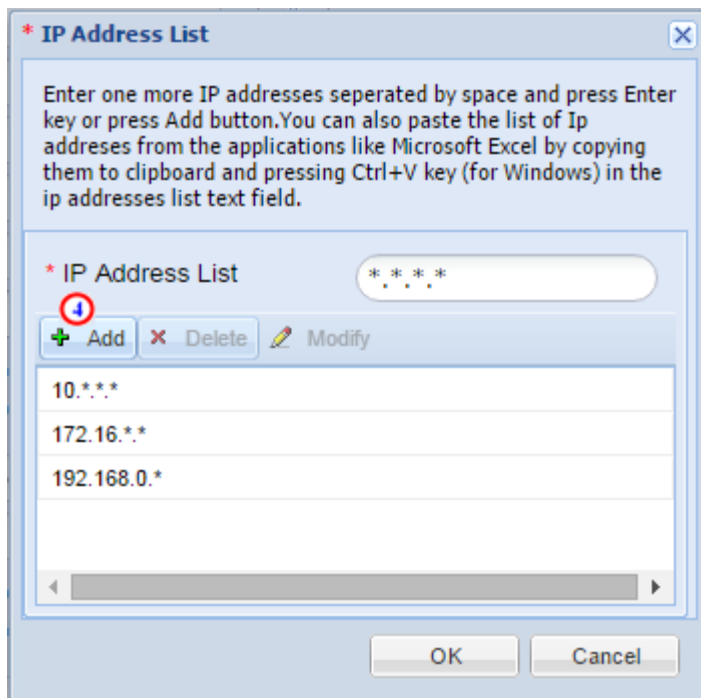 * IP Address List
Enter one more IP addresses seperated by space and press Enter
key or press Add button.You can also paste the list of Ip
addreses from the applications like Microsoft Excel by copying
them to clipboard and pressing Ctrl+V key (for Windows) in the
ip addresses list text field.
* IP Address List *.*.*.*
4
Add Delete Modify
10.*.*.*
172.16.*.*
192.168.0.*
OK Cancel